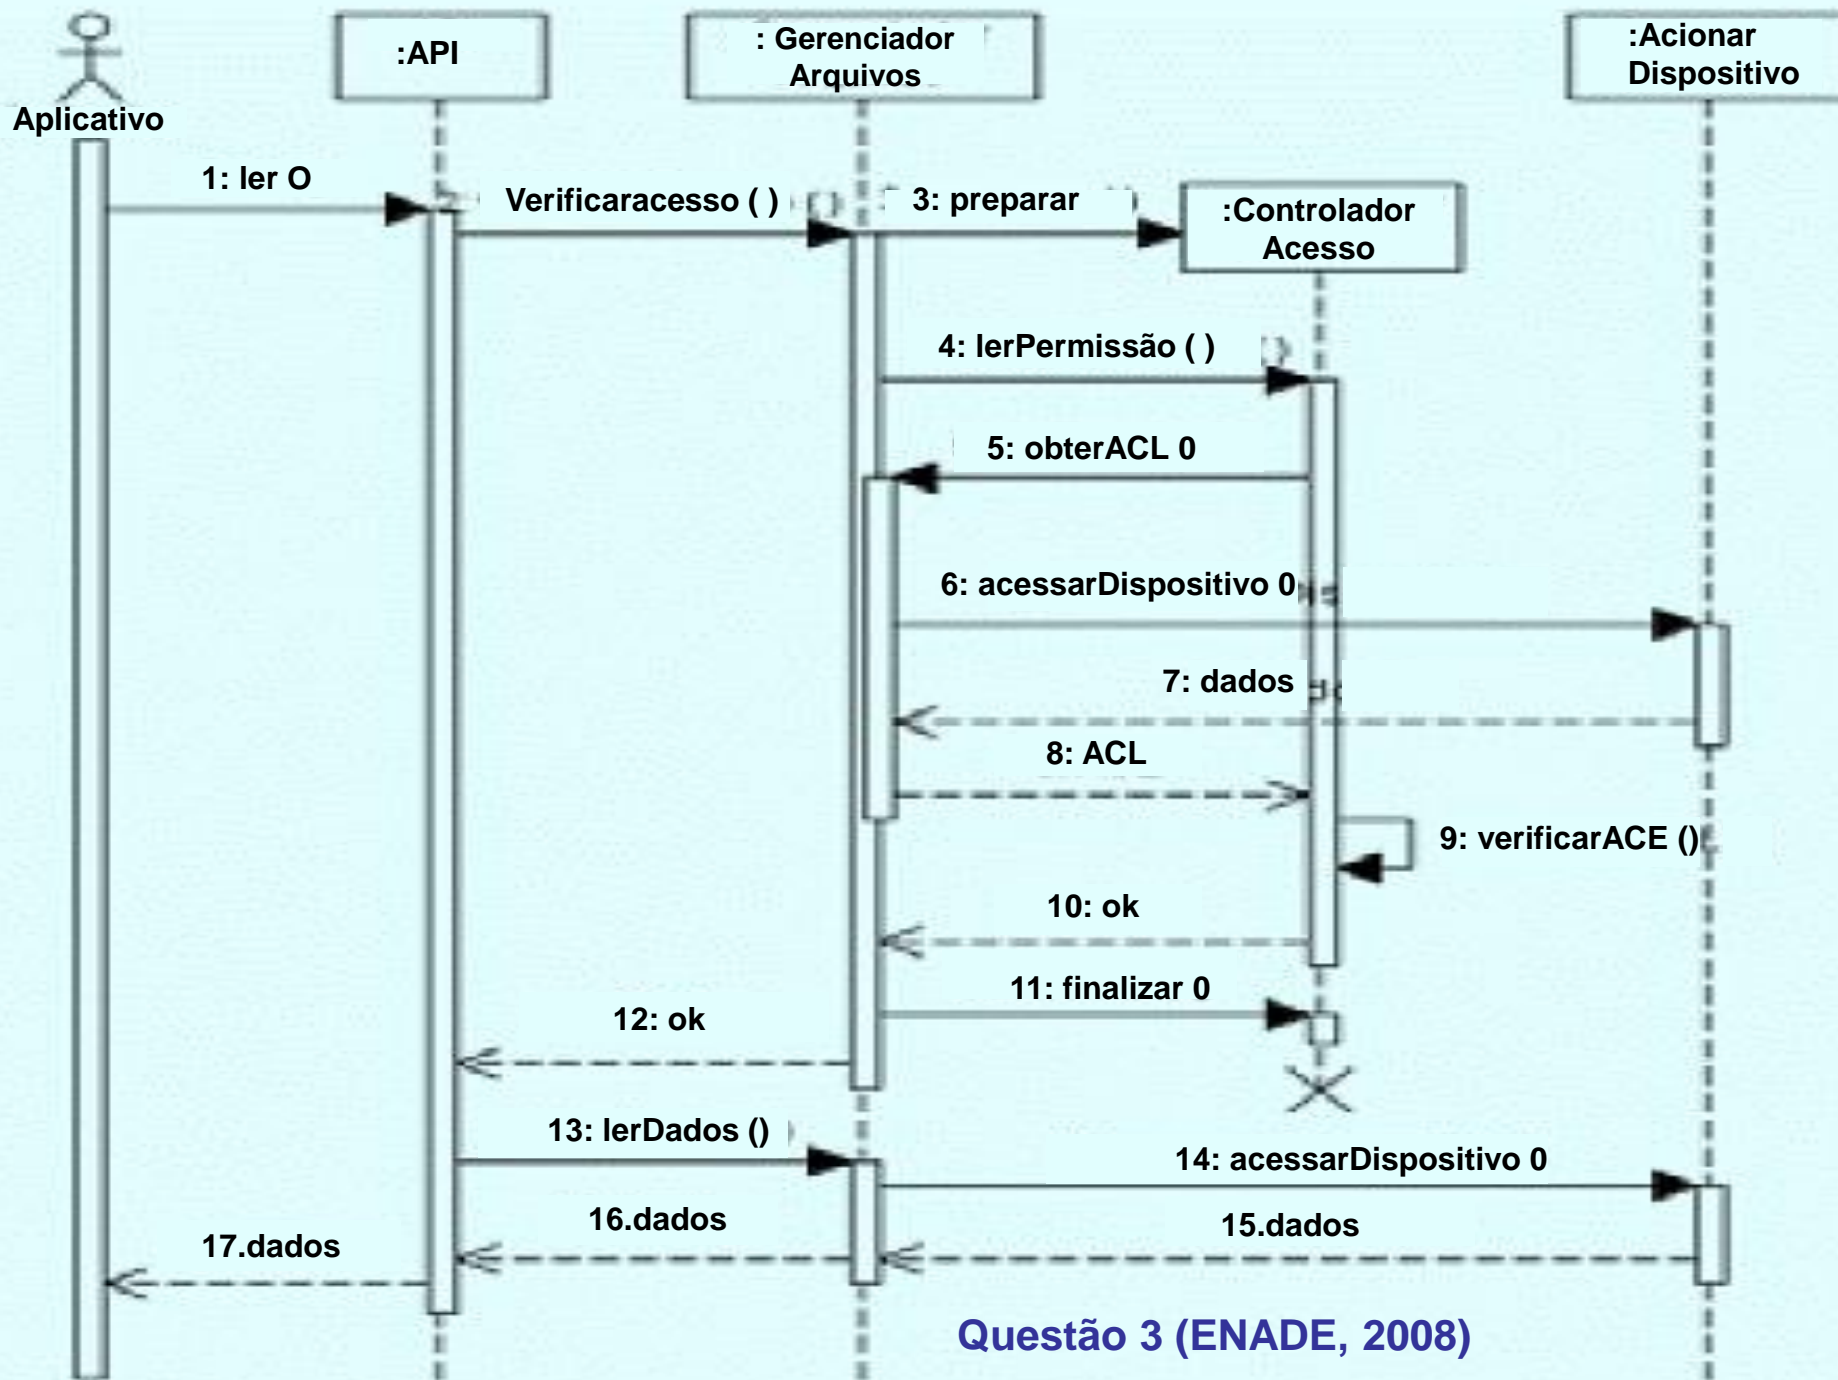 :API
: Gerenciador
Arquivos
:Acionar
Dispositivo
Aplicativo
1: ler O
Verificaracesso ( )
3: preparar
:Controlador
Acesso
4: lerPermissão ( )
5: obterACL 0
6: acessarDispositivo 0
7: dados
8: ACL
9: verificarACE ()
10: ok
11: finalizar 0
12: ok
13: lerDados ()
14: acessarDispositivo 0
16.dados
15.dados
17.dados
Questão 3 (ENADE, 2008)